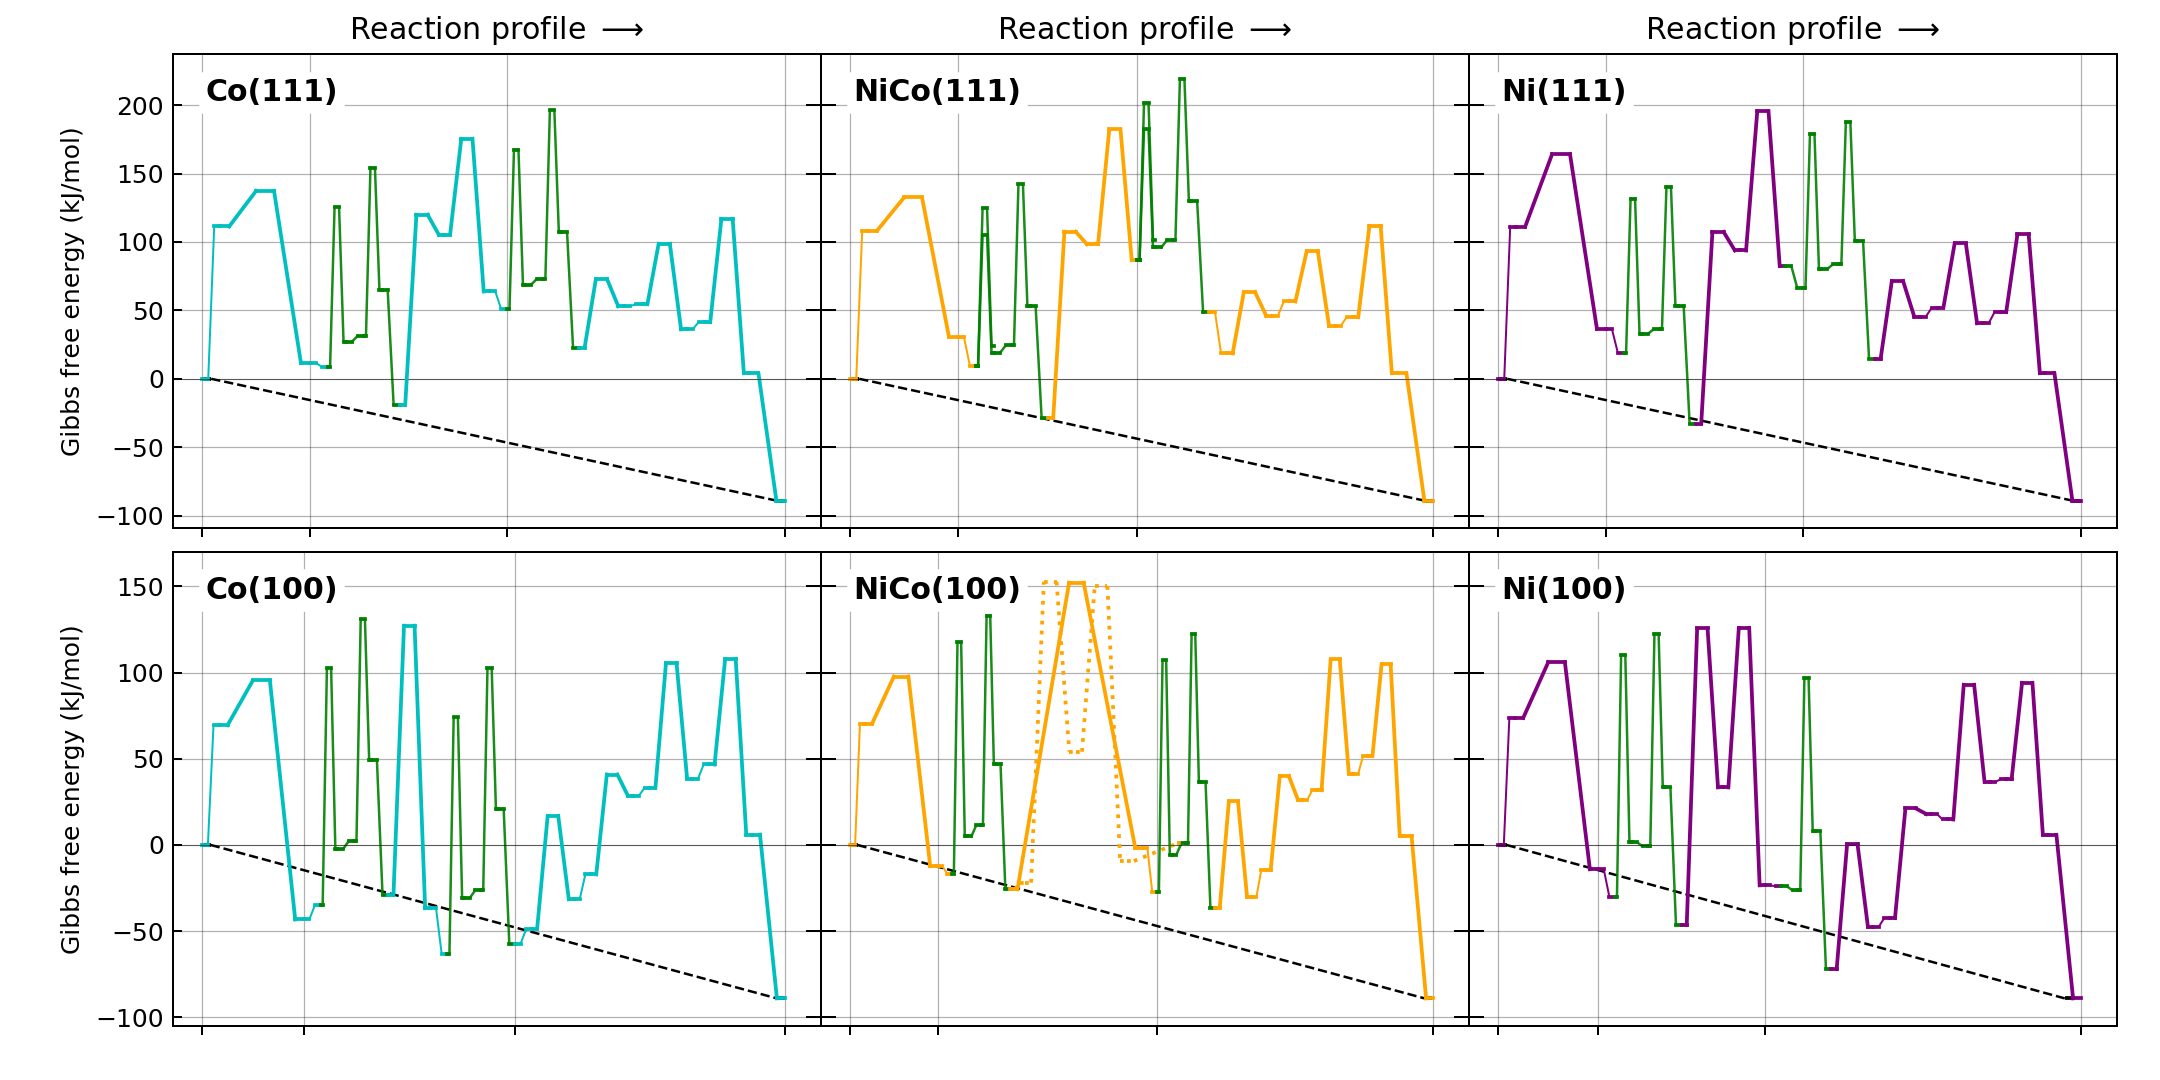 Reaction profile ⟶ Reaction profile ⟶ Reaction profile ⟶
Co(111) NiCo(111) Ni(111)
Gibbs free energy (kJ/mol)
200
150
100
50
0
−50
−100
Co(100) NiCo(100) Ni(100)
Gibbs free energy (kJ/mol)
150
100
50
0
−50
−100